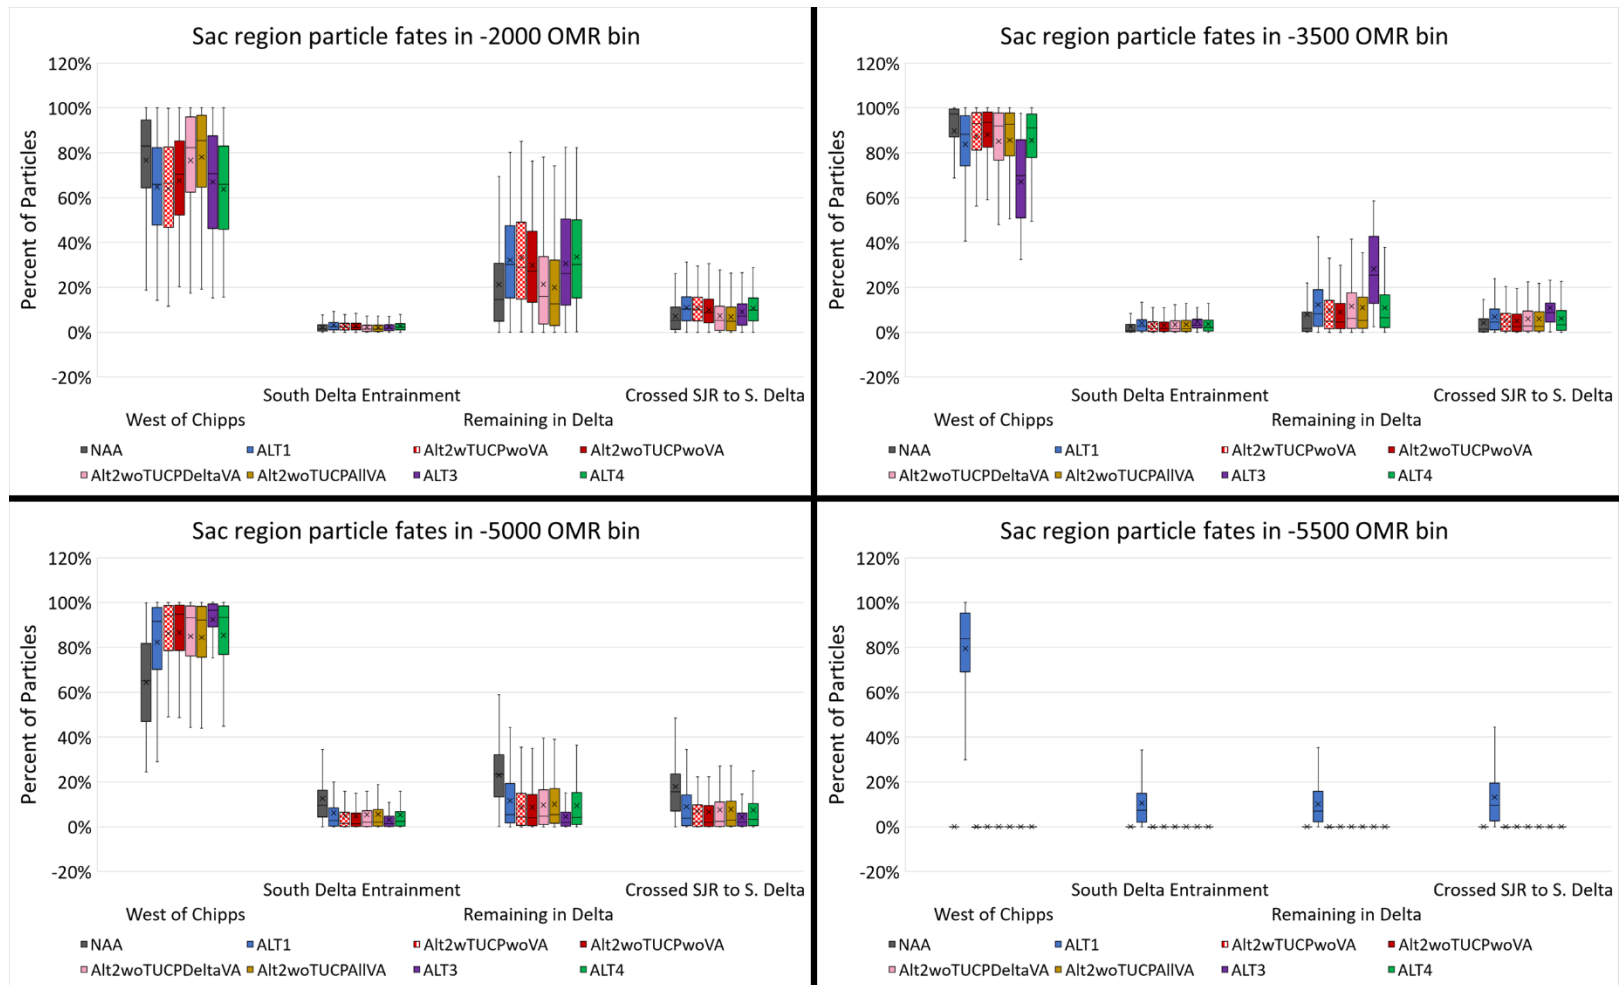 Sac region particle fates in -2000 OMR bin
120%
100%
80%
60%
40%
20%
0%
-20%
Percent of Particles
South Delta Entrainment
Crossed SJR to S. Delta
West of Chipps
Remaining in Delta
NAA
ALT1
Alt2wTUCPwoVA
Alt2woTUCPwoVA
Alt2woTUCPDeltaVA
Alt2woTUCPAllVA
ALT3
ALT4
Sac region particle fates in -3500 OMR bin
120%
100%
80%
60%
40%
20%
0%
-20%
Percent of Particles
South Delta Entrainment
Crossed SJR to S. Delta
West of Chipps
Remaining in Delta
NAA
ALT1
Alt2wTUCPwoVA
Alt2woTUCPwoVA
Alt2woTUCPDeltaVA
Alt2woTUCPAllVA
ALT3
ALT4
Sac region particle fates in -5000 OMR bin
120%
100%
80%
60%
40%
20%
0%
-20%
Percent of Particles
South Delta Entrainment
Crossed SJR to S. Delta
West of Chipps
Remaining in Delta
NAA
ALT1
Alt2wTUCPwoVA
Alt2woTUCPwoVA
Alt2woTUCPDeltaVA
Alt2woTUCPAllVA
ALT3
ALT4
Sac region particle fates in -5500 OMR bin
120%
100%
80%
60%
40%
20%
0%
-20%
Percent of Particles
South Delta Entrainment
Crossed SJR to S. Delta
West of Chipps
Remaining in Delta
NAA
ALT1
Alt2wTUCPwoVA
Alt2woTUCPwoVA
Alt2woTUCPDeltaVA
Alt2woTUCPAllVA
ALT3
ALT4